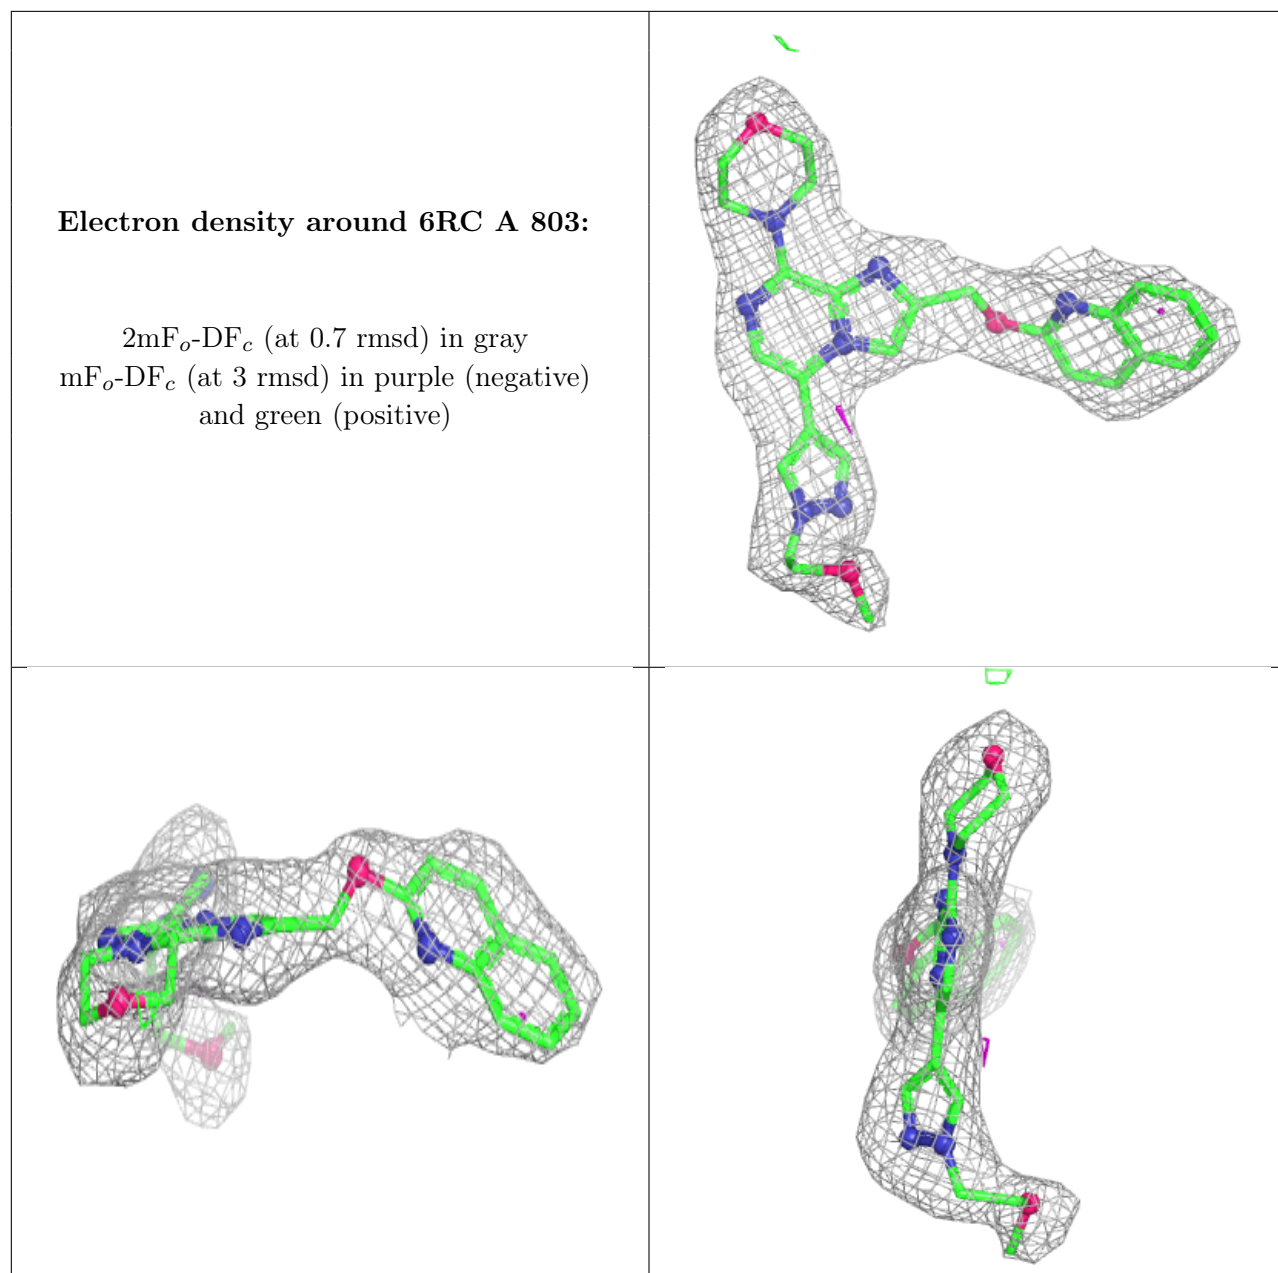 Electron density around 6RC A 803:
2mFₒ-DF𝑐 (at 0.7 rmsd) in gray
mFₒ-DF𝑐 (at 3 rmsd) in purple (negative)
and green (positive)